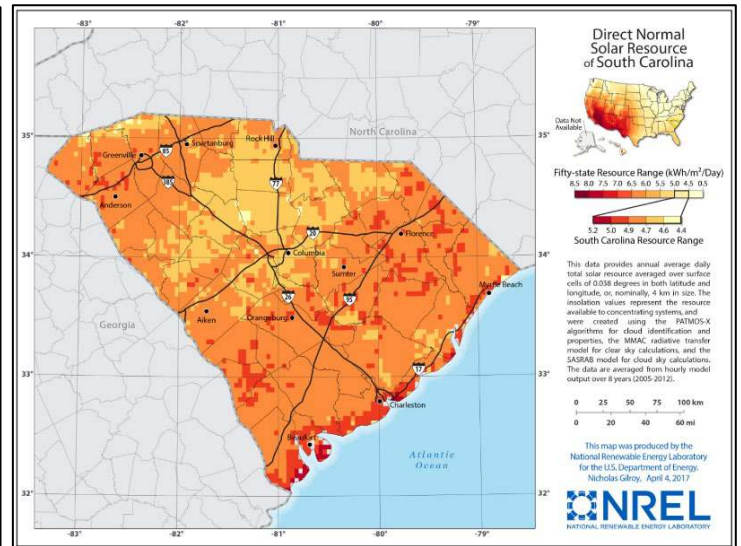 -83°
-82°
-81°
-80°
-79°
35°
34°
33°
32°
35°
34°
33°
32°
-83°
-82°
-81°
-80°
-79°
North Carolina
Georgia
Atlantic
Ocean
Greenville
Spartanburg
Rock Hill
Anderson
Columbia
Florence
Sumter
Myrtle Beach
Aiken
Orangeburg
Charleston
Beaufort
85
385
77
20
26
95
17
Direct Normal
Solar Resource
of South Carolina
Data Not
Available
Fifty-state Resource Range (kWh/m²/Day)
8.5 8.0 7.5 7.0 6.5 6.0 5.5 5.0 4.5 0.5
5.2 5.0 4.9 4.7 4.6 4.4
South Carolina Resource Range
This data provides annual average daily
total solar resource averaged over surface
cells of 0.038 degrees in both latitude and
longitude, or, nominally, 4 km in size. The
insolation values represent the resource
available to concentrating systems, and
were created using the PATMOS-X
algorithms for cloud identification and
properties, the MMAC radiative transfer
model for clear sky calculations, and the
SASRAB model for cloud sky calculations.
The data are averaged from hourly model
output over 8 years (2005-2012).
0 25 50 75 100 km
0 20 40 60 mi
This map was produced by the
National Renewable Energy Laboratory
for the U.S. Department of Energy.
Nicholas Gilroy, April 4, 2017
NREL
NATIONAL RENEWABLE ENERGY LABORATORY